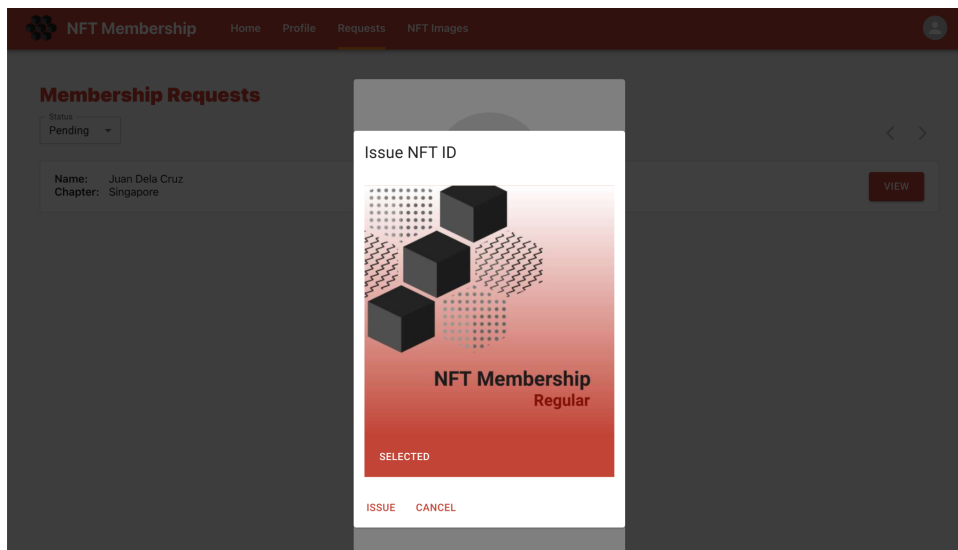 NFT Membership Home Profile Requests NFT Images
Membership Requests
Status
Pending
Name: Juan Dela Cruz
Chapter: Singapore
VIEW
Issue NFT ID
NFT Membership
Regular
SELECTED
ISSUE CANCEL